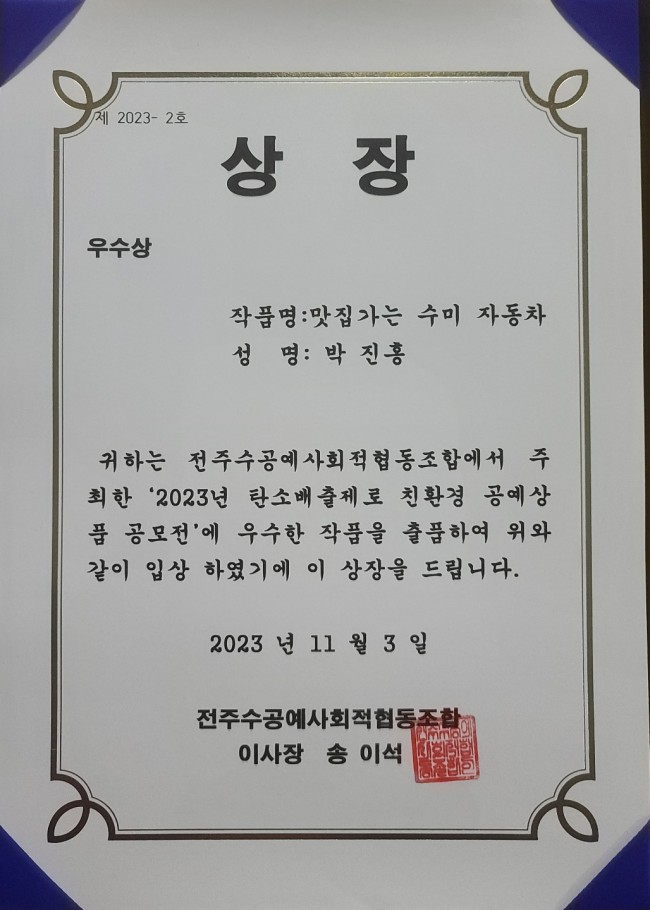 제 2023- 2호
상 장
우수상
작품명:맛집가는 수미 자동차
성 명: 박 진홍
귀하는 전주수공예사회적협동조합에서 주
최한 '2023년 탄소배출제로 친환경 공예상
품 공모전'에 우수한 작품을 출품하여 위와
같이 입상 하였기에 이 상장을 드립니다.
2023 년 11 월 3 일
전주수공예사회적협동조합
이사장 송 이석